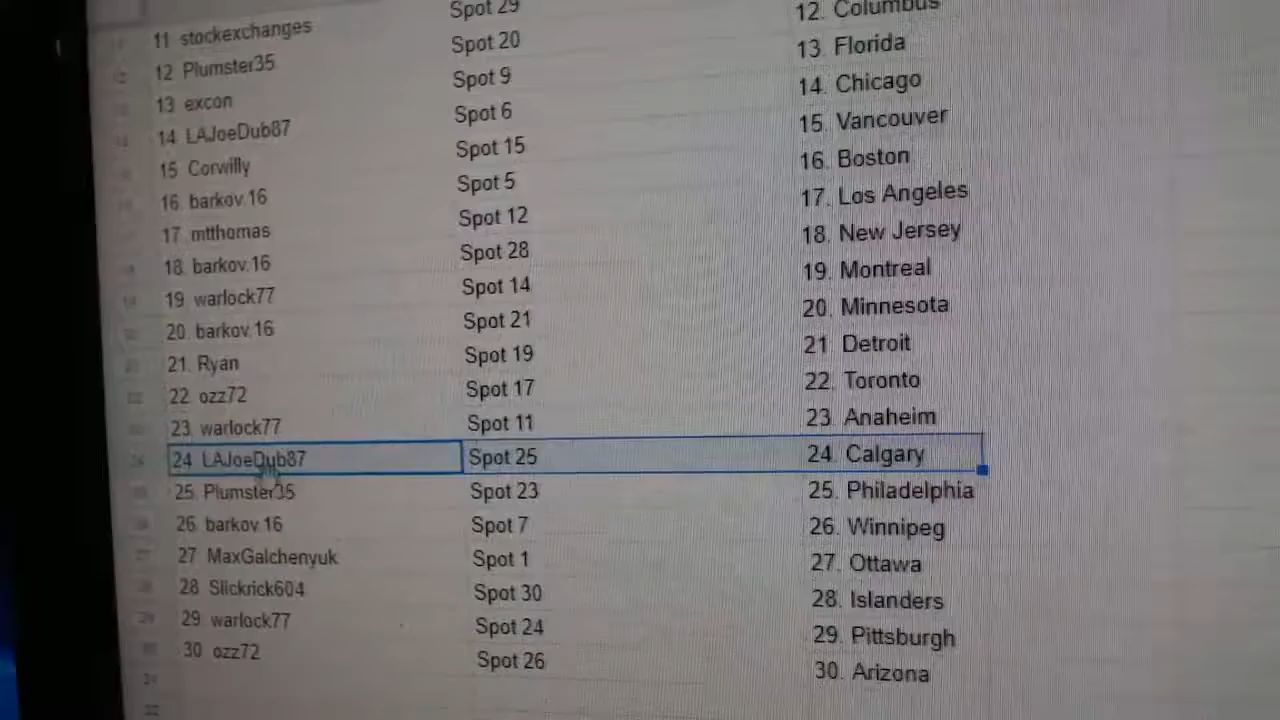 Spot 29 12. Columbus
11 stockexchanges Spot 20 13. Florida
12 Plumster35 Spot 9 14. Chicago
13 excon Spot 6 15. Vancouver
14 LAJoeDub87 Spot 15 16. Boston
15 Corwilly Spot 5 17. Los Angeles
16. barkov.16 Spot 12 18. New Jersey
17. mtthomas Spot 28 19. Montreal
18. barkov.16 Spot 14 20. Minnesota
19 warlock77 Spot 21 21 Detroit
20. barkov.16 Spot 19 22. Toronto
21. Ryan Spot 17 23. Anaheim
22 ozz72 Spot 11 24. Calgary
23. warlock77 Spot 25 25. Philadelphia
24 LAJoeDub87 Spot 23 26. Winnipeg
25. Plumster35 Spot 7 27. Ottawa
26. barkov.16 Spot 1 28. Islanders
27 MaxGalchenyuk Spot 30 29. Pittsburgh
28 Slickrick604 Spot 24 30. Arizona
29 warlock77 Spot 26
30 ozz72